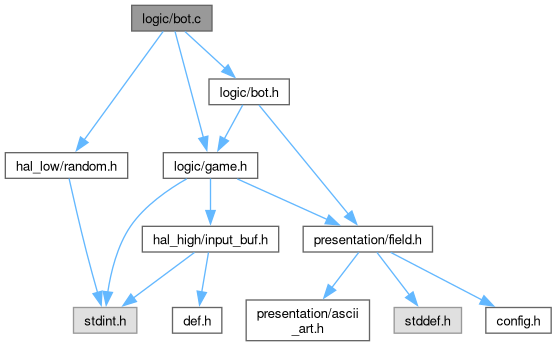 logic/bot.c
logic/bot.h
hal_low/random.h
logic/game.h
hal_high/input_buf.h
presentation/field.h
stdint.h
def.h
presentation/ascii
_art.h
stddef.h
config.h